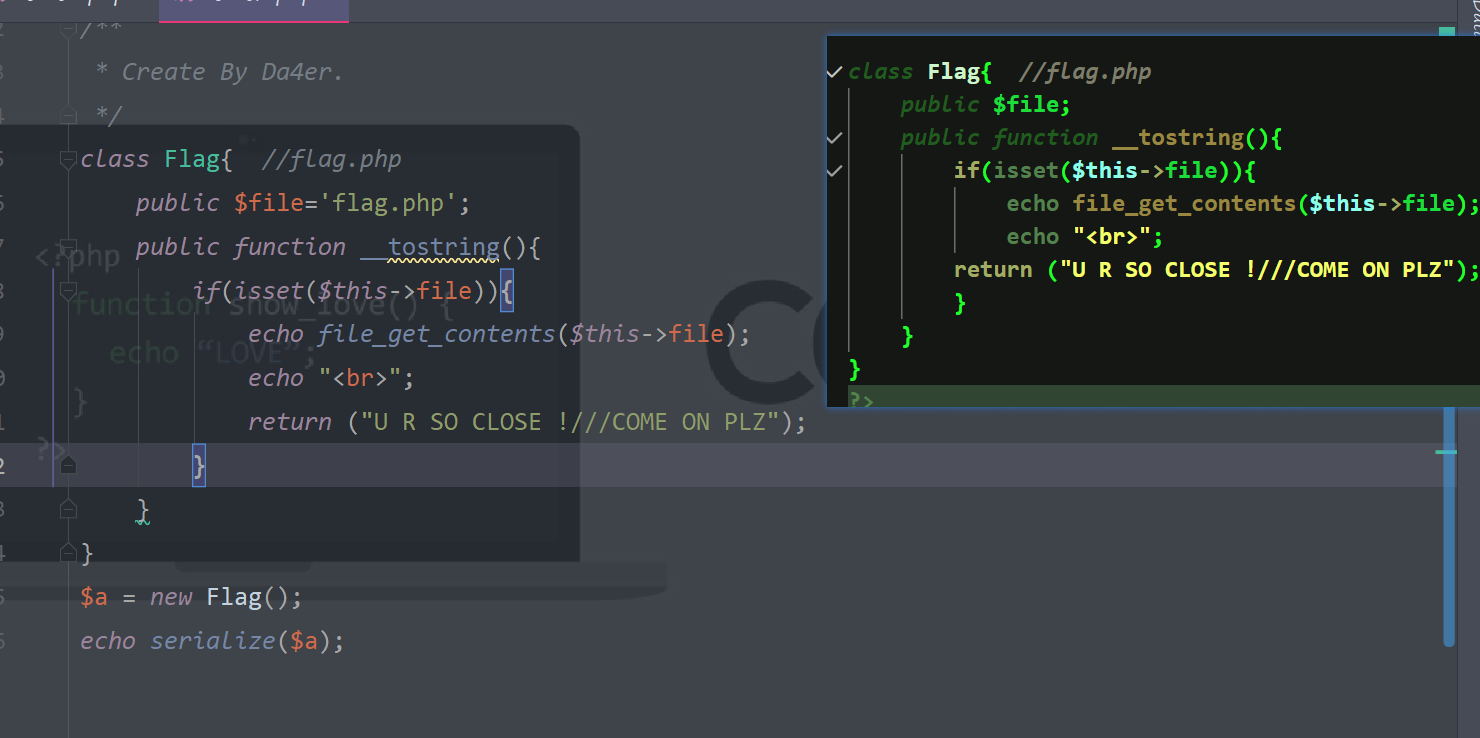 /**
* Create By Da4er.
*/
class Flag{  //flag.php
public $file='flag.php';
public function __tostring(){
if(isset($this->file)){
echo file_get_contents($this->file);
echo "<br>";
return ("U R SO CLOSE !///COME ON PLZ");
}
}
}
$a = new Flag();
echo serialize($a);
<?php
function show_love() {
echo “LOVE”;
}
?>
class Flag{  //flag.php
public $file;
public function __tostring(){
if(isset($this->file)){
echo file_get_contents($this->file);
echo "<br>";
return ("U R SO CLOSE !///COME ON PLZ");
}
}
}
?>